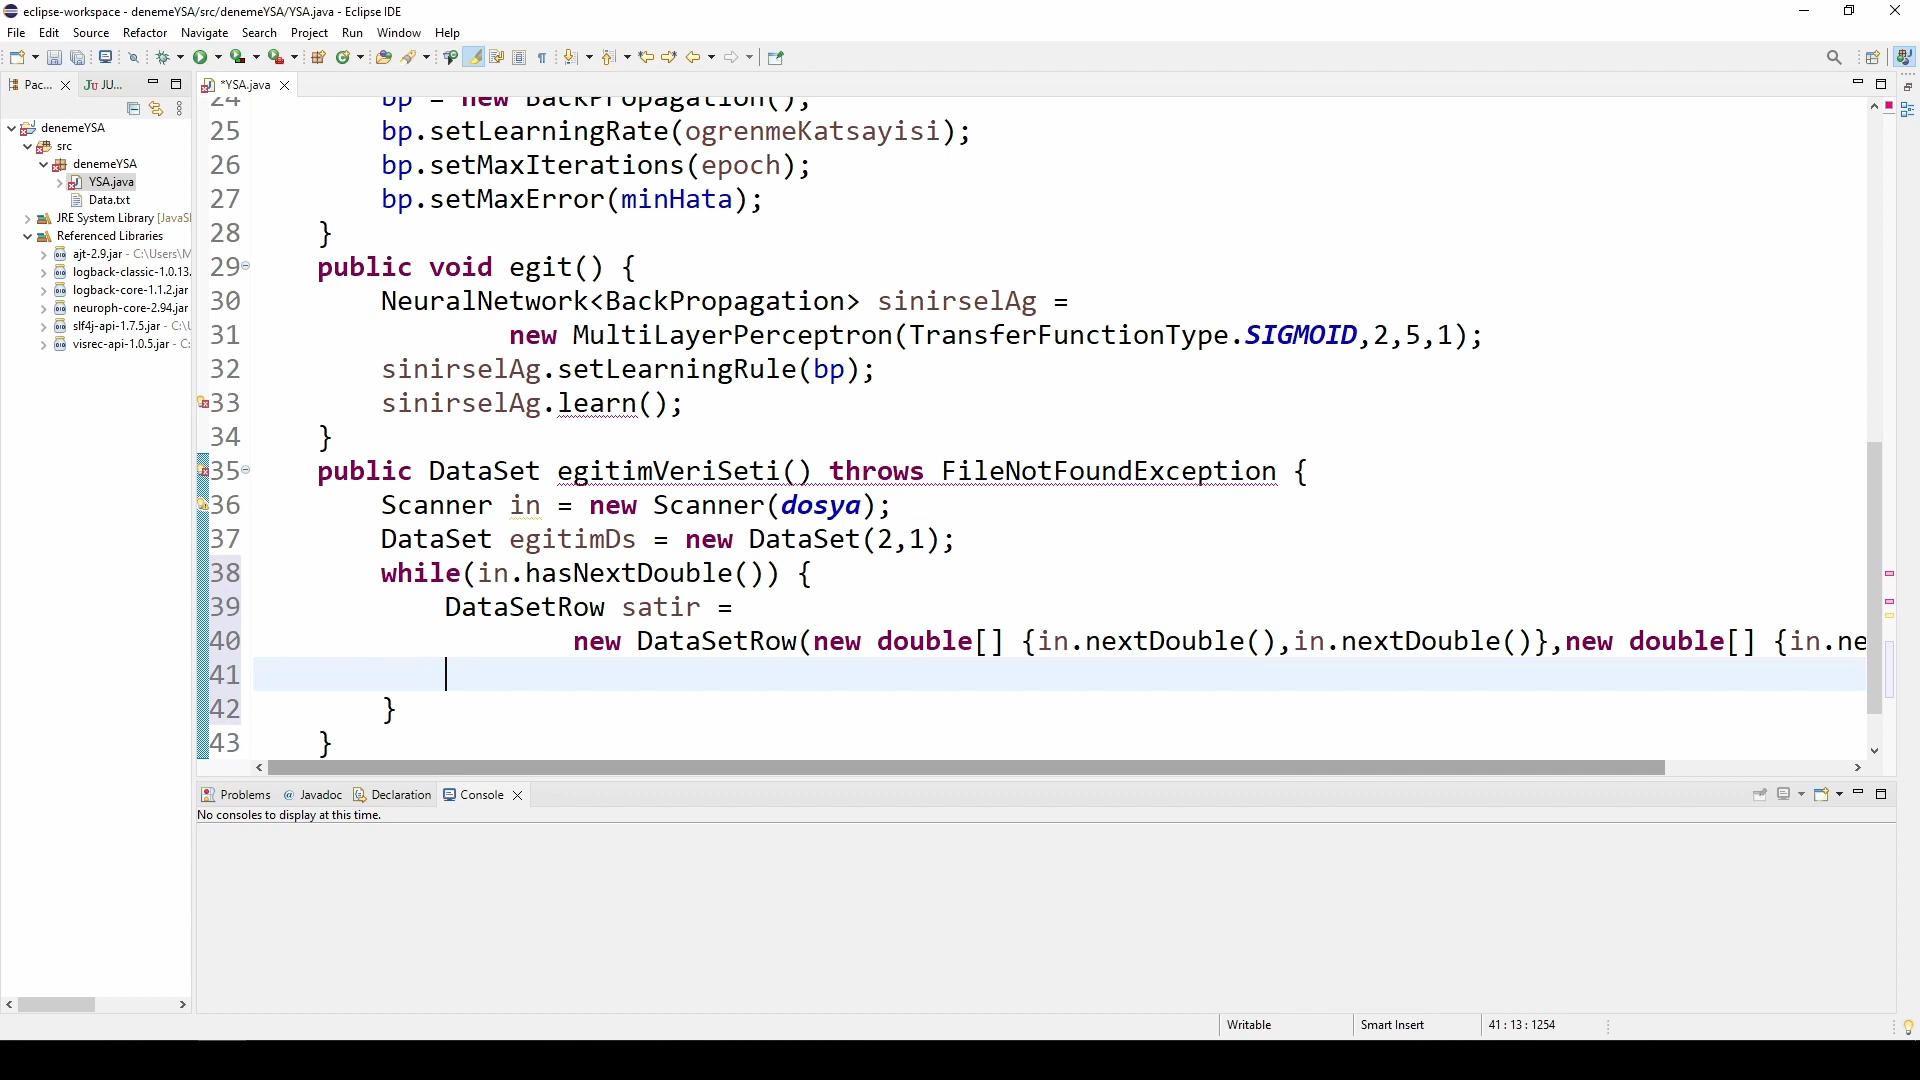 eclipse-workspace - denemeYSA/src/denemeYSA/YSA.java - Eclipse IDE
File Edit Source Refactor Navigate Search Project Run Window Help
Pac... JU... *YSA.java
denemeYSA
src
denemeYSA
YSA.java
Data.txt
JRE System Library [JavaSI
Referenced Libraries
ajt-2.9.jar - C:\Users\M
logback-classic-1.0.13.
logback-core-1.1.2.jar
neuroph-core-2.94.jar
slf4j-api-1.7.5.jar - C:\U
visrec-api-1.0.5.jar - C:
24 bp = new BackPropagation();
25 bp.setLearningRate(ogrenmeKatsayisi);
26 bp.setMaxIterations(epoch);
27 bp.setMaxError(minHata);
28 }
29 public void egit() {
30 NeuralNetwork<BackPropagation> sinirselAg =
31 new MultiLayerPerceptron(TransferFunctionType.SIGMOID,2,5,1);
32 sinirselAg.setLearningRule(bp);
33 sinirselAg.learn();
34 }
35 public DataSet egitimVeriSeti() throws FileNotFoundException {
36 Scanner in = new Scanner(dosya);
37 DataSet egitimDs = new DataSet(2,1);
38 while(in.hasNextDouble()) {
39 DataSetRow satir =
40 new DataSetRow(new double[] {in.nextDouble(),in.nextDouble()},new double[] {in.ne
41
42 }
43 }
Problems @ Javadoc Declaration Console
No consoles to display at this time.
Writable Smart Insert 41 : 13 : 1254